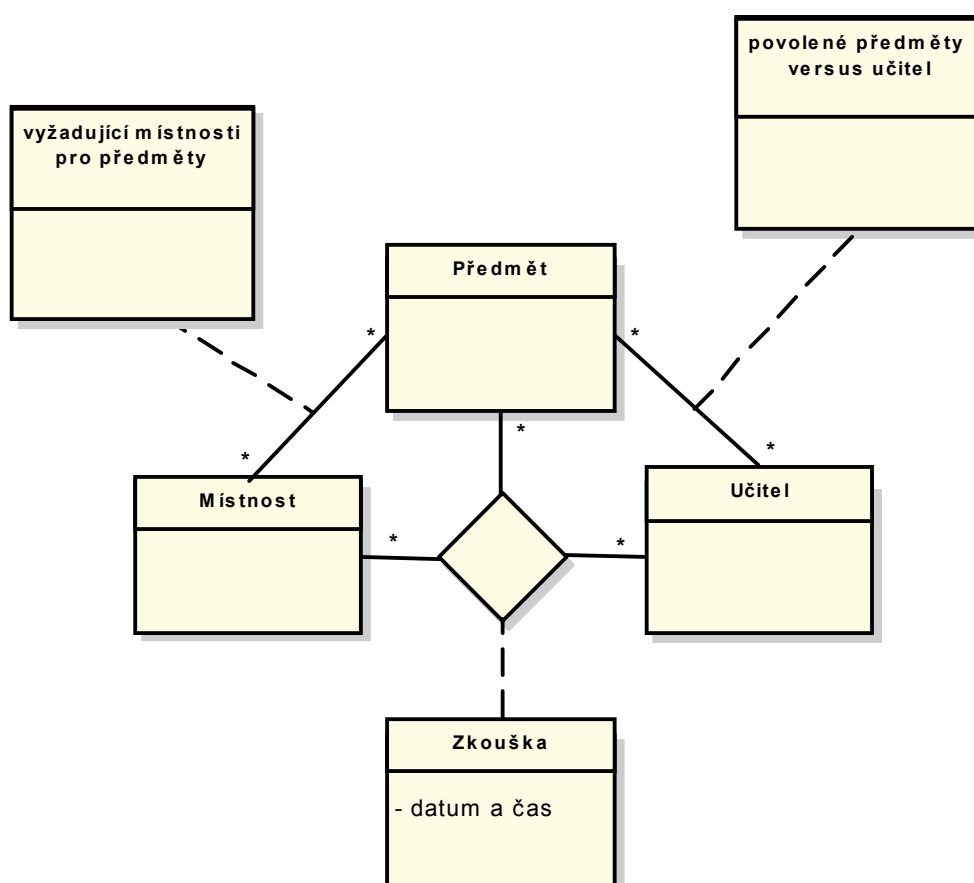 povolené předměty
versus učitel
vyžadující místnosti
pro předměty
Předmět
*
*
*
*
*
Místnost
Učitel
*
*
Zkouška
- datum a čas